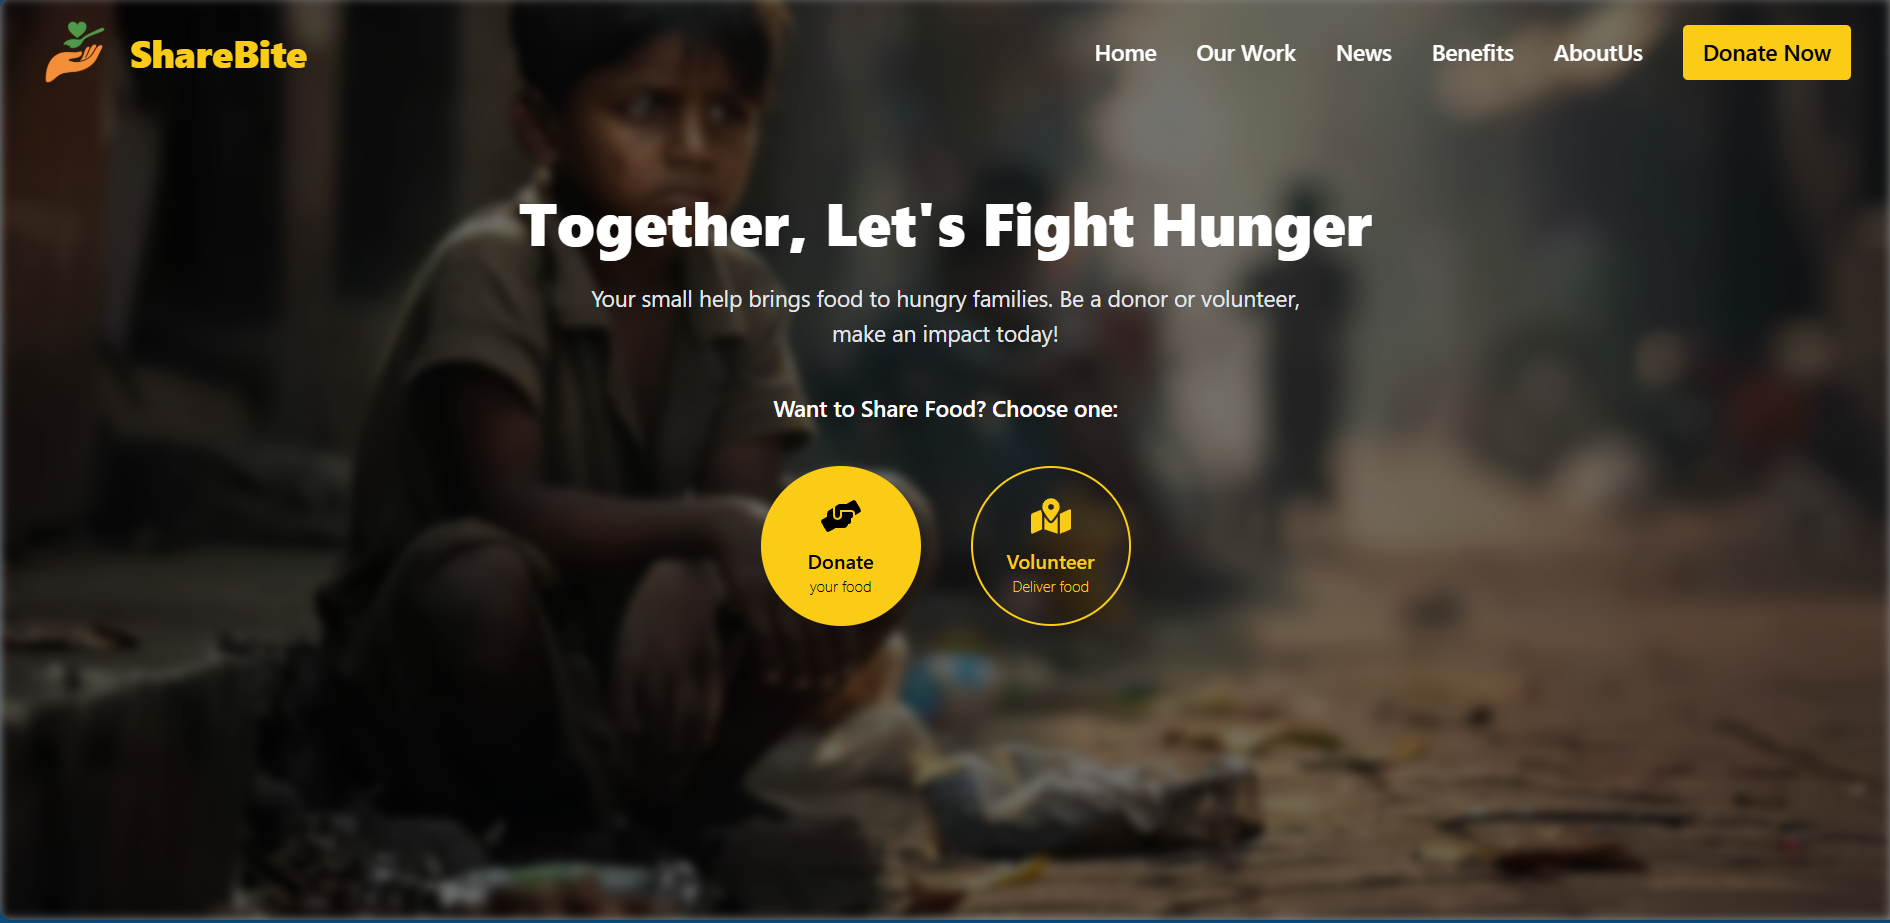 ShareBite
Home
Our Work
News
Benefits
AboutUs
Donate Now
Together, Let's Fight Hunger
Your small help brings food to hungry families. Be a donor or volunteer,
make an impact today!
Want to Share Food? Choose one:
Donate
your food
Volunteer
Deliver food